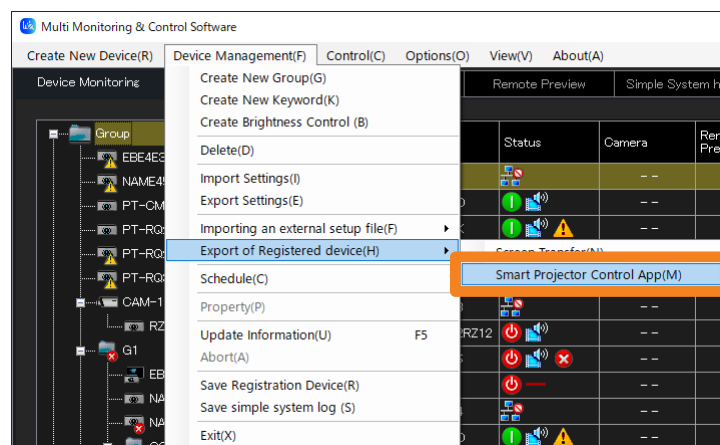 Multi Monitoring & Control Software
Create New Device(R) Device Management(F) Control(C) Options(O) View(V) About(A)
Device Monitoring Remote Preview Simple System h
Create New Group(G)
Create New Keyword(K)
Create Brightness Control (B)
Delete(D)
Import Settings(I)
Export Settings(E)
Importing an external setup file(F)
Export of Registered device(H)
Schedule(C)
Property(P)
Update Information(U) F5
Abort(A)
Save Registration Device(R)
Save simple system log (S)
Exit(X)
Smart Projector Control App(M)
Group
EBE4E3
NAME4
PT-CM
PT-RQ
PT-RQ
PT-RQ
CAM-1
RZ
G1
EB
NA
NA
Status Camera Rer
Pre
--
--
--
--
RZ12 --
--
--
--
--